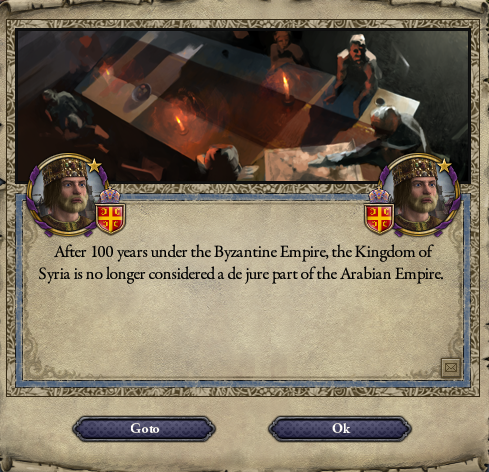 After 100 years under the Byzantine Empire, the Kingdom of
Syria is no longer considered a de jure part of the Arabian Empire.
Goto
Ok